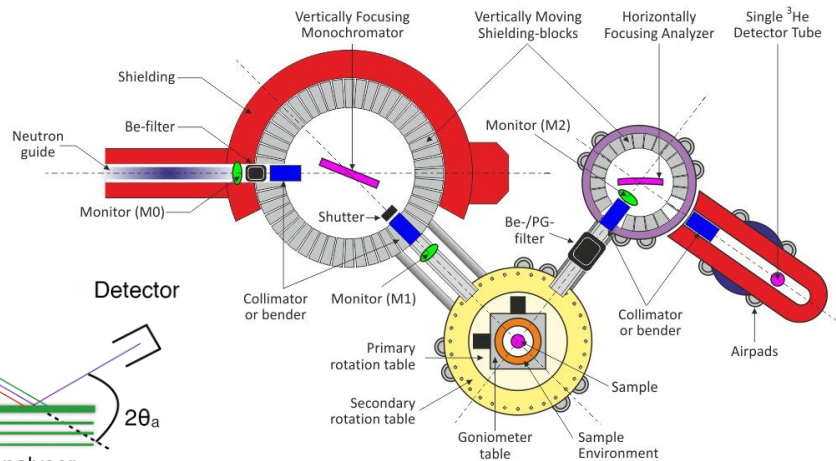 Vertically Focusing
Monochromator
Vertically Moving
Shielding-blocks
Horizontally
Focusing Analyzer
Single ³He
Detector Tube
Shielding
Be-filter
Neutron
guide
Monitor (M0)
Monitor (M2)
Shutter
Be-/PG-
filter
Collimator
or bender
Monitor (M1)
Collimator
or bender
Airpads
Primary
rotation table
Secondary
rotation table
Goniometer
table
Sample
Sample
Environment
Detector
2θa